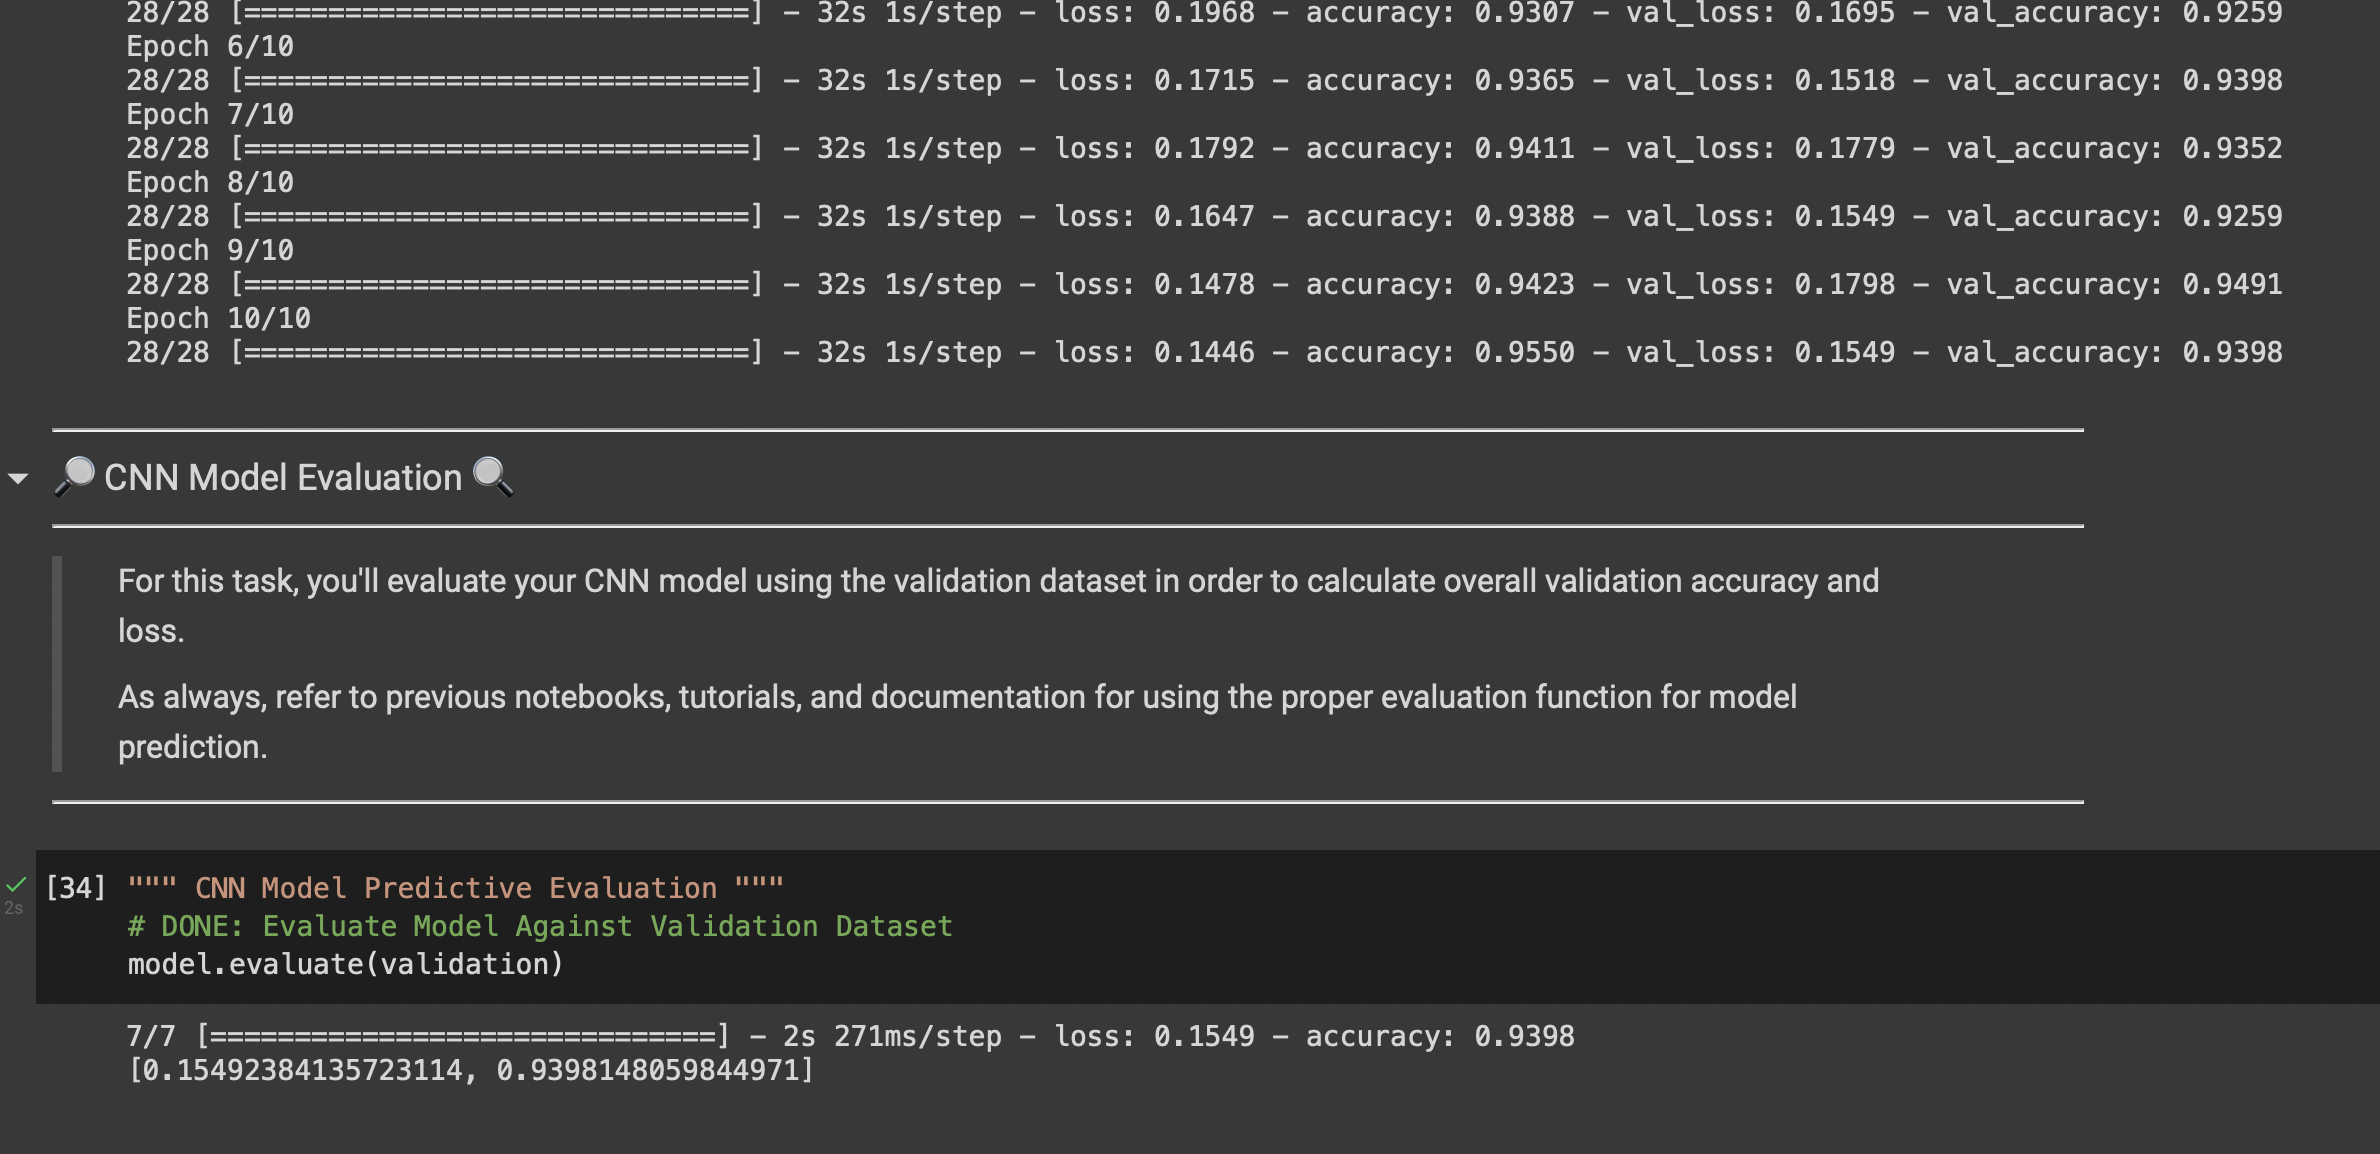 28/28 [==============================] - 32s 1s/step - loss: 0.1968 - accuracy: 0.9307 - val_loss: 0.1695 - val_accuracy: 0.9259
Epoch 6/10
28/28 [==============================] - 32s 1s/step - loss: 0.1715 - accuracy: 0.9365 - val_loss: 0.1518 - val_accuracy: 0.9398
Epoch 7/10
28/28 [==============================] - 32s 1s/step - loss: 0.1792 - accuracy: 0.9411 - val_loss: 0.1779 - val_accuracy: 0.9352
Epoch 8/10
28/28 [==============================] - 32s 1s/step - loss: 0.1647 - accuracy: 0.9388 - val_loss: 0.1549 - val_accuracy: 0.9259
Epoch 9/10
28/28 [==============================] - 32s 1s/step - loss: 0.1478 - accuracy: 0.9423 - val_loss: 0.1798 - val_accuracy: 0.9491
Epoch 10/10
28/28 [==============================] - 32s 1s/step - loss: 0.1446 - accuracy: 0.9550 - val_loss: 0.1549 - val_accuracy: 0.9398
🔎 CNN Model Evaluation 🔍
For this task, you'll evaluate your CNN model using the validation dataset in order to calculate overall validation accuracy and
loss.
As always, refer to previous notebooks, tutorials, and documentation for using the proper evaluation function for model
prediction.
[34] """ CNN Model Predictive Evaluation """
2s
# DONE: Evaluate Model Against Validation Dataset
model.evaluate(validation)
7/7 [==============================] - 2s 271ms/step - loss: 0.1549 - accuracy: 0.9398
[0.15492384135723114, 0.9398148059844971]